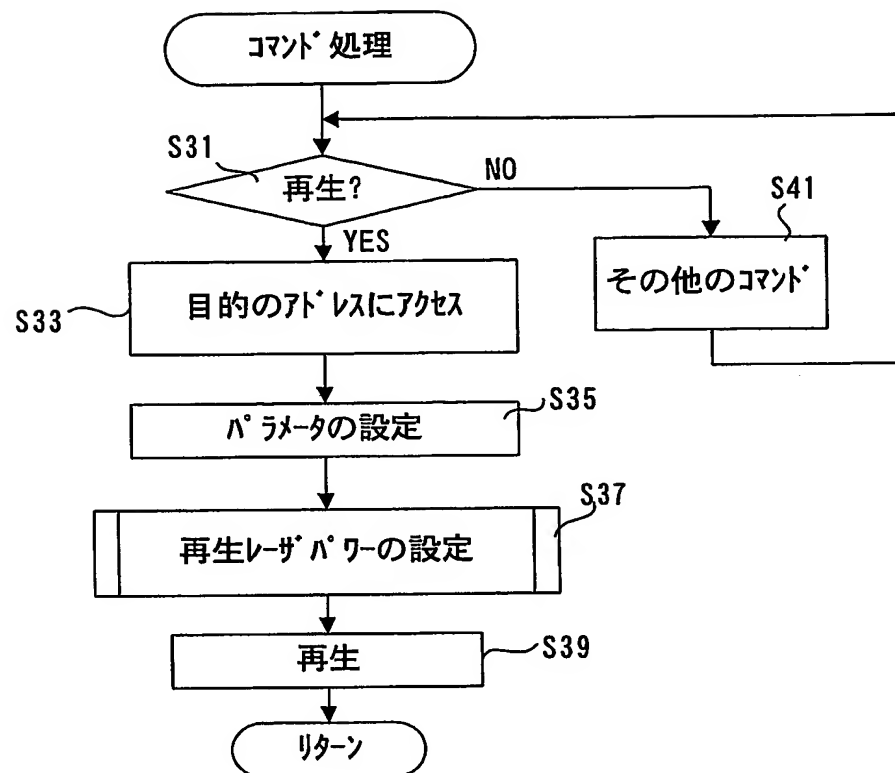 ｺﾏﾝﾄﾞ処理
S31
再生?
NO
YES
S41
その他のｺﾏﾝﾄﾞ
S33
目的のｱﾄﾞﾚｽにｱｸｾｽ
S35
ﾊﾟﾗﾒｰﾀの設定
S37
再生ﾚｰｻﾞﾊﾟﾜｰの設定
再生
S39
ﾘﾀｰﾝ